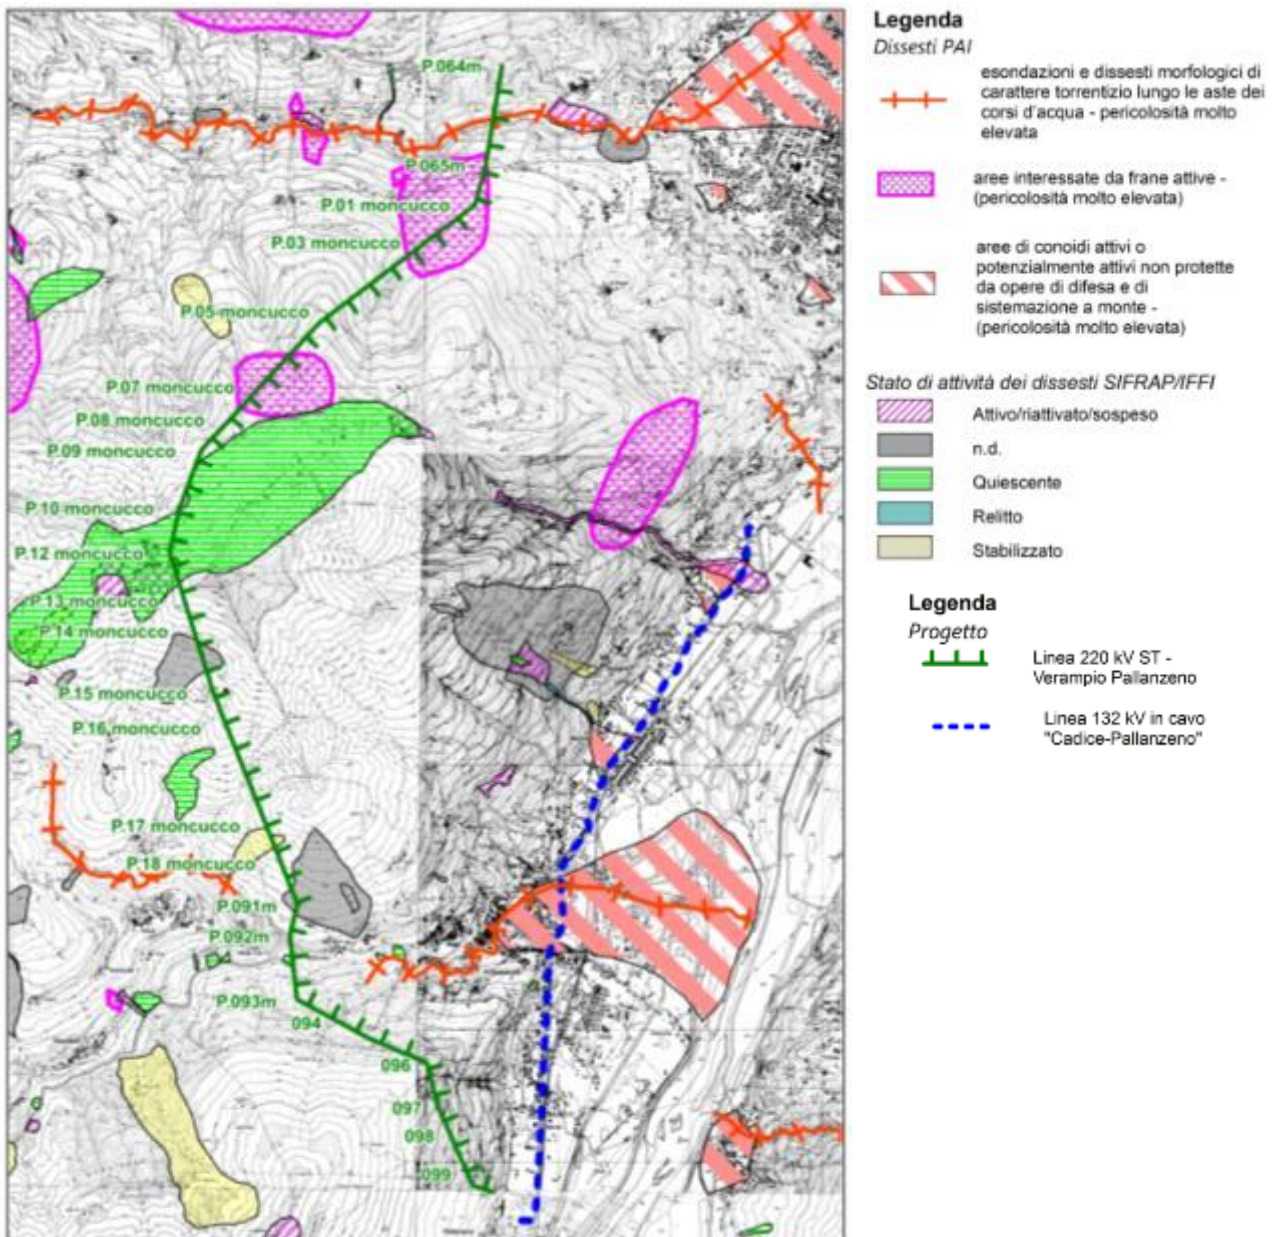 P.064m
P.065m
P.01 moncucco
P.03 moncucco
P.05 moncucco
P.07 moncucco
P.08 moncucco
P.09 moncucco
P.10 moncucco
P.12 moncucco
P.13 moncucco
P.14 moncucco
P.15 moncucco
P.16 moncucco
P.17 moncucco
P.18 moncucco
P.091m
P.092m
P.093m
094
096
097
098
099
Legenda
Dissesti PAI
esondazioni e dissesti morfologici di
carattere torrentizio lungo le aste dei
corsi d'acqua - pericolosità molto
elevata
aree interessate da frane attive -
(pericolosità molto elevata)
aree di conoidi attivi o
potenzialmente attivi non protette
da opere di difesa e di
sistemazione a monte -
(pericolosità molto elevata)
Stato di attività dei dissesti SIFRAP/IFFI
Attivo/riattivato/sospeso
n.d.
Quiescente
Relitto
Stabilizzato
Legenda
Progetto
Linea 220 kV ST -
Verampio Pallanzeno
Linea 132 kV in cavo
"Cadice-Pallanzeno"